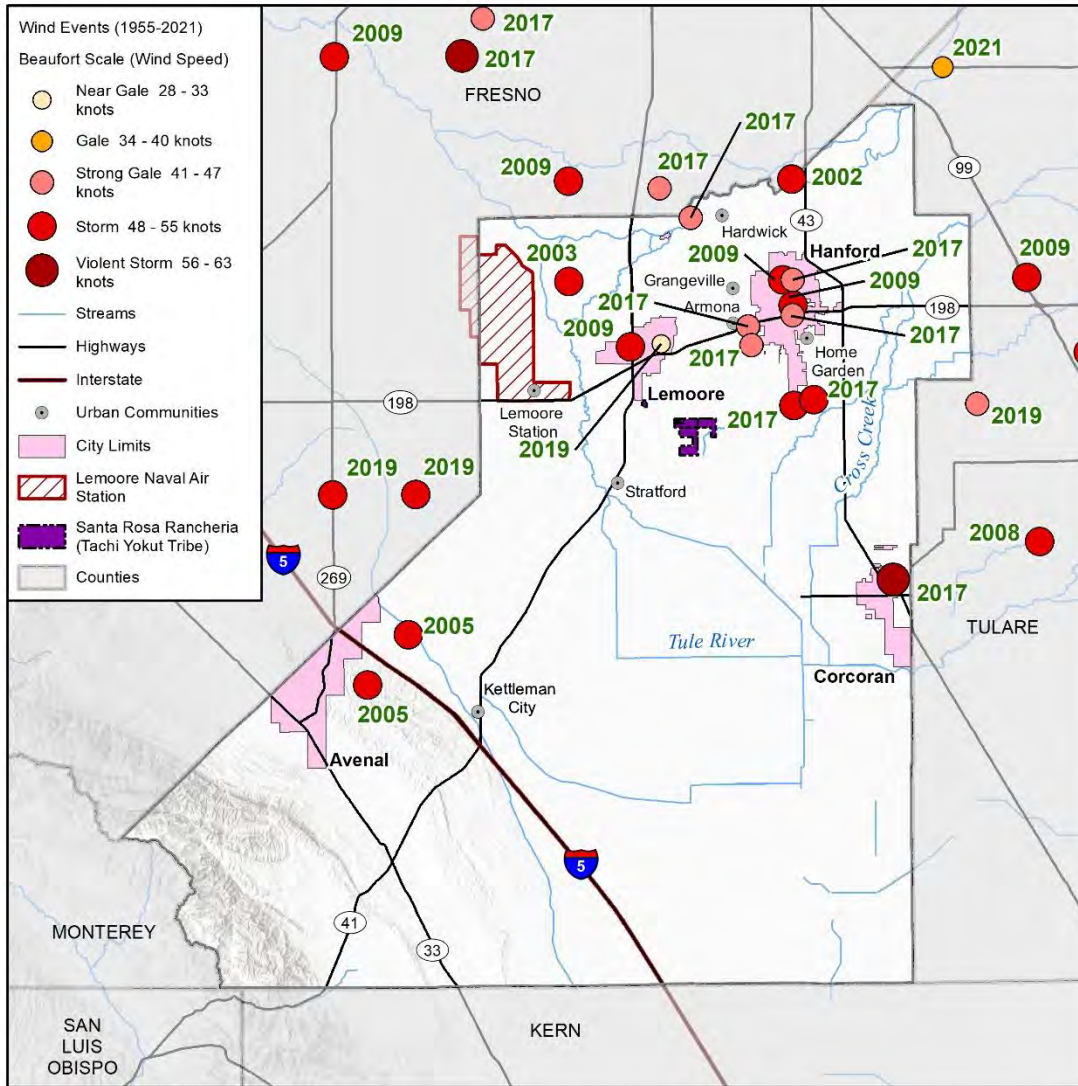 Wind Events (1955-2021)
Beaufort Scale (Wind Speed)
Near Gale 28 - 33
knots
Gale 34 - 40 knots
Strong Gale 41 - 47
knots
Storm 48 - 55 knots
Violent Storm 56 - 63
knots
Streams
Highways
Interstate
Urban Communities
City Limits
Lemoore Naval Air
Station
Santa Rosa Rancheria
(Tachi Yokut Tribe)
Counties
2017
2009
2017
2021
FRESNO
2017
2009
2017
2002
99
43
Hardwick
Hanford
2003
2009
2017
2009
Grangeville
2009
2017
Armona
198
2009
2017
2017
Home
Garden
Lemoore
2017
198
Lemoore
Station
2017
2019
2019
Cross Creek
2019
2019
Stratford
2008
5
269
2017
2005
TULARE
Tule River
2005
Corcoran
Kettleman
City
Avenal
5
41
MONTEREY
33
SAN
LUIS
OBISPO
KERN